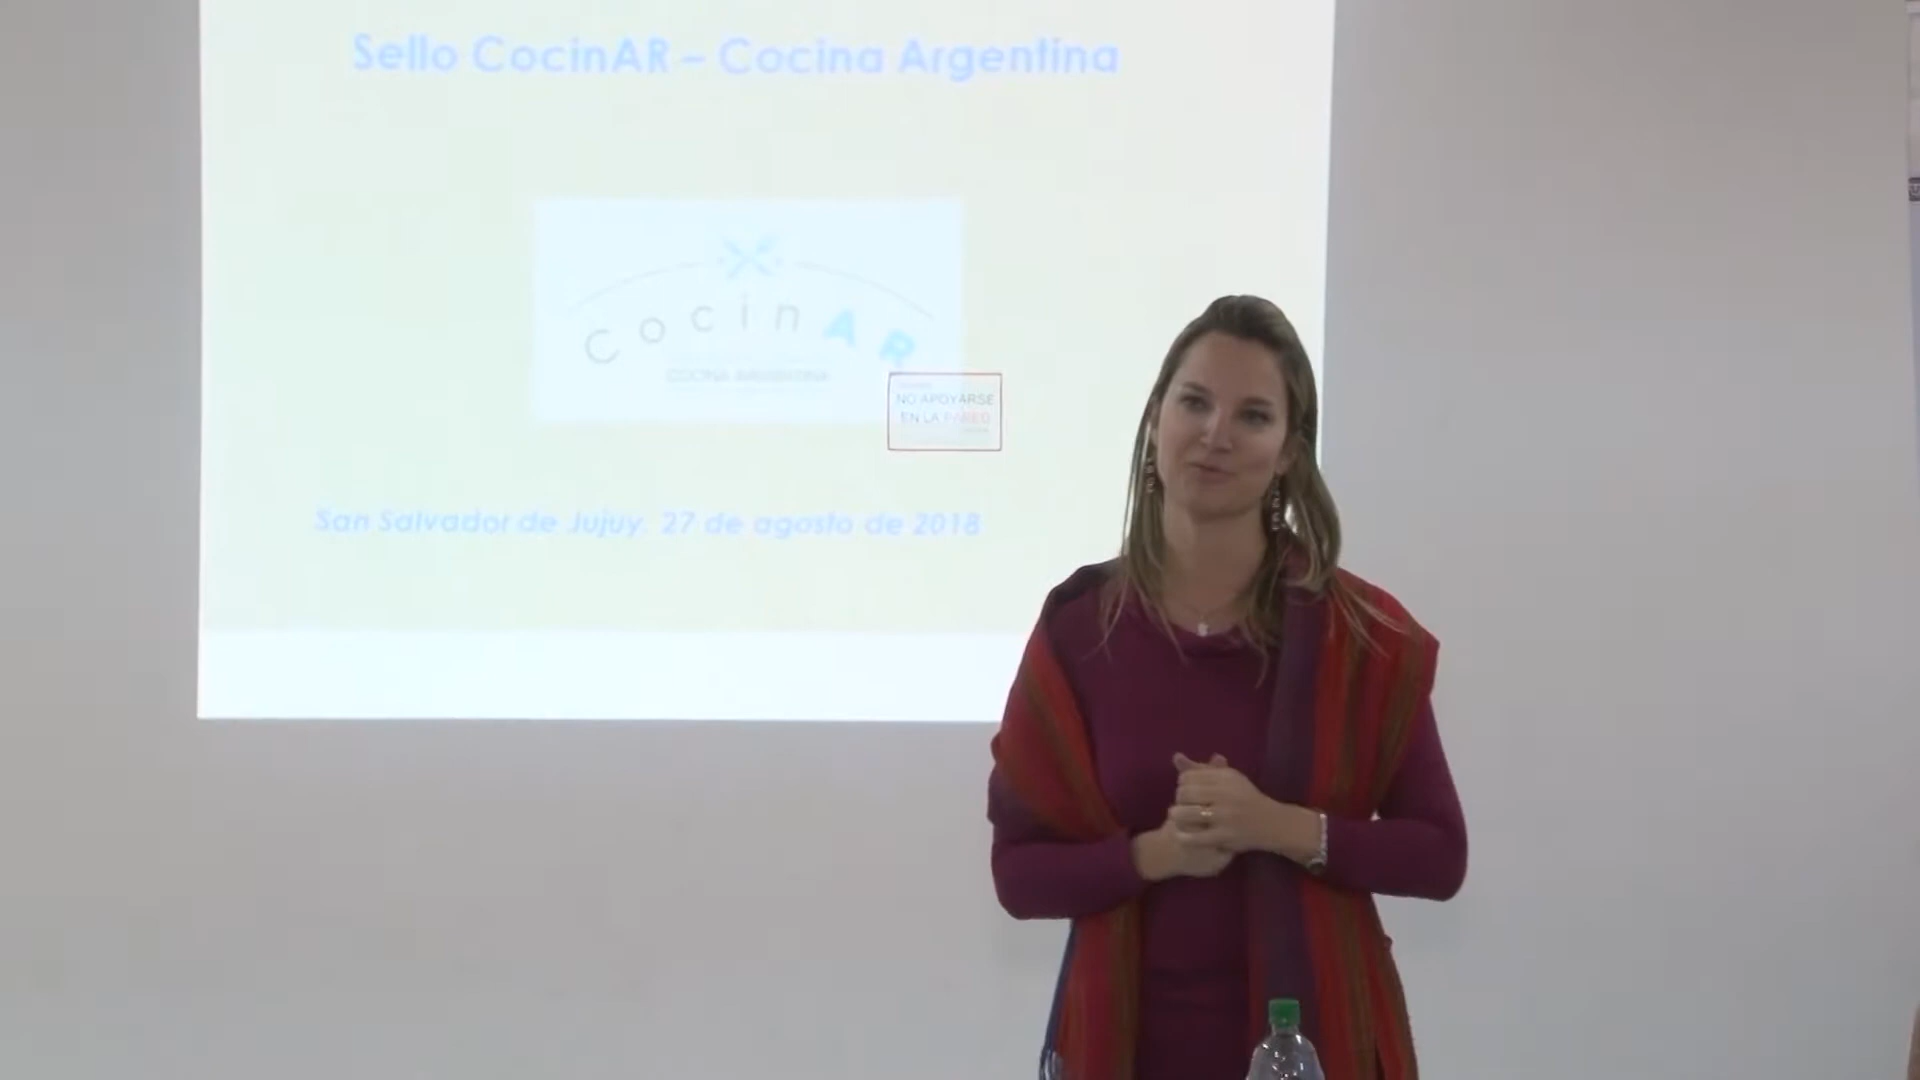 Sello CocinAR – Cocina Argentina
CocinAR
COCINA ARGENTINA
NO APOYARSE
EN LA PARED
San Salvador de Jujuy, 27 de agosto de 2018